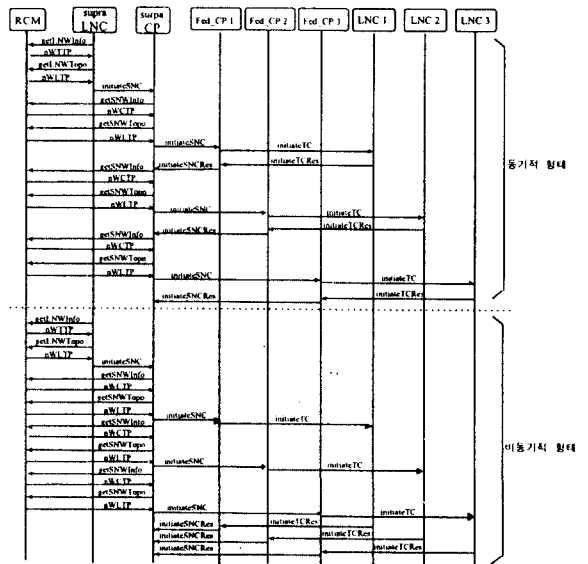 RCM
supra
LNC
surpa
CP
Fed_CP 1
Fed_CP 2
Fed_CP 3
LNC 1
LNC 2
LNC 3
getLNWInfo
nWTTP
getLNWTopo
nWLTP
initiateSNC
getSNWInfo
nWCTP
getSNWTopo
nWLTP
initiateSNC
initiateTC
getSNWInfo
initiateSNCRes
initiateTCRes
동기적 형태
nWCTP
getSNWTopo
nWLTP
initiateSNC
initiateTC
getSNWInfo
initiateSNCRes
initiateTCRes
nWCTP
getSNWTopo
nWLTP
initiateSNC
initiateTC
initiateSNCRes
initiateTCRes
getLNWInfo
nWTTP
getLNWTopo
nWLTP
initiateSNC
getSNWInfo
nWCTP
getSNWTopo
nWLTP
initiateSNC
getSNWInfo
initiateTC
nWCTP
getSNWTopo
비동기적 형태
nWLTP
initiateSNC
getSNWInfo
initiateTC
nWCTP
getSNWTopo
nWLTP
initiateSNC
initiateTC
initiateSNCRes
initiateTCRes
initiateSNCRes
initiateTCRes
initiateSNCRes
initiateTCRes